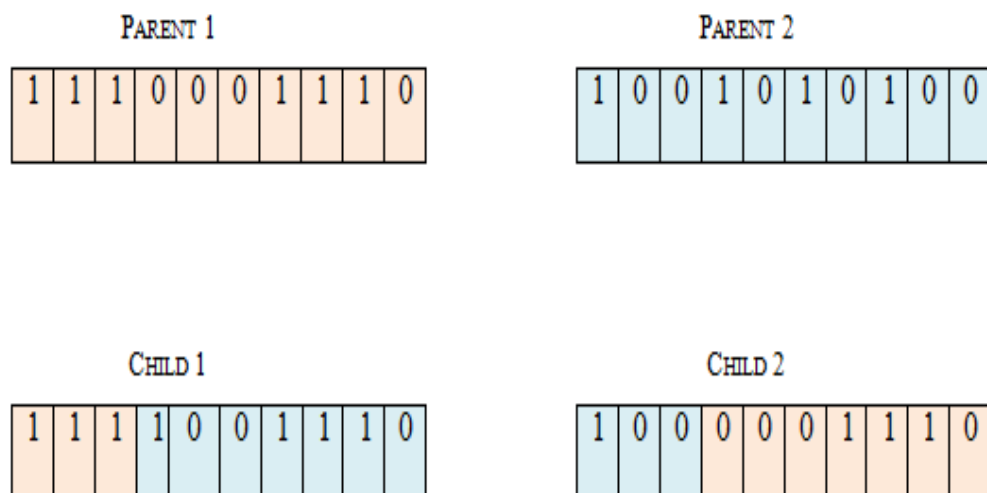 PARENT 1
PARENT 2
1 1 1 0 0 0 1 1 1 0
1 0 0 1 0 1 0 1 0 0
CHILD 1
CHILD 2
1 1 1 1 0 0 1 1 1 0
1 0 0 0 0 0 1 1 1 0